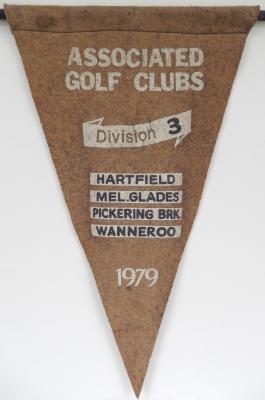 ASSOCIATED
GOLF CLUBS
Division 3
HARTFIELD
MEL.GLADES
PICKERING BRK.
WANNEROO
1979